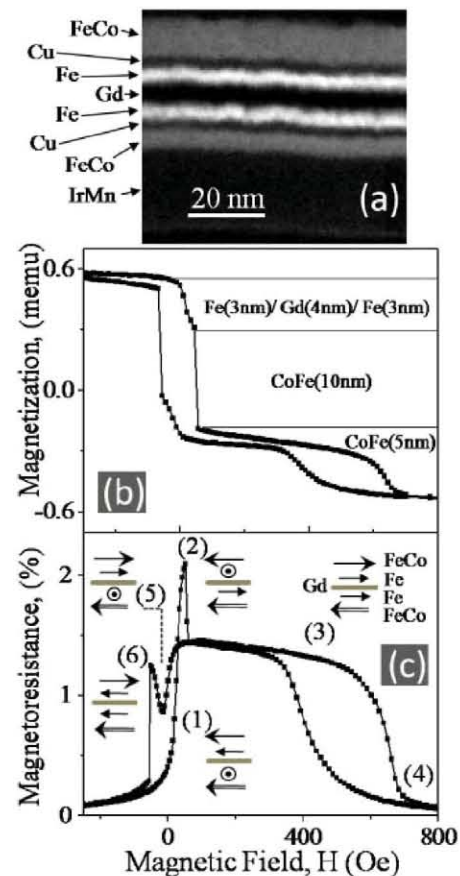 FeCo
Cu
Fe
Gd
Fe
Cu
FeCo
IrMn
20 nm
(a)
Magnetization, (memu)
0.6
0.0
-0.6
Fe(3nm)/ Gd(4nm)/ Fe(3nm)
CoFe(10nm)
CoFe(5nm)
(b)
Magnetoresistance, (%)
2
1
0
(2)
(5)
(6)
(1)
(3)
(4)
Gd
FeCo
Fe
Fe
FeCo
(c)
0 400 800
Magnetic Field, H (Oe)